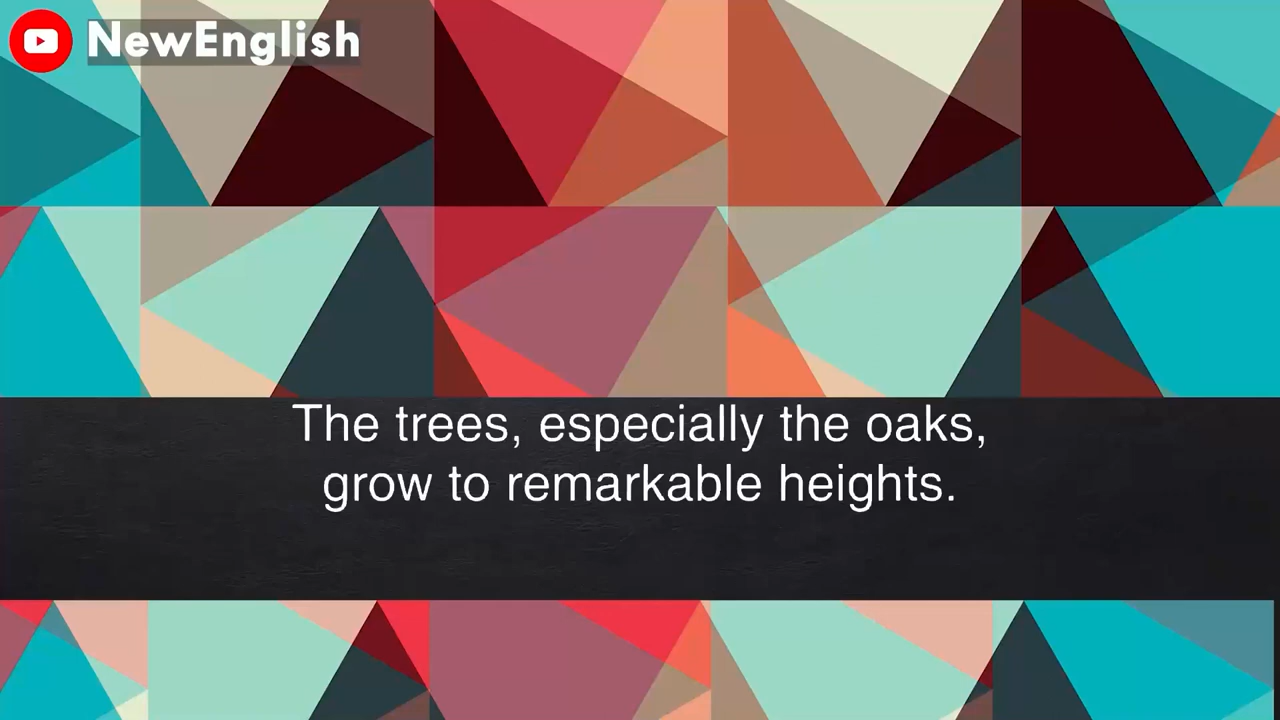 NewEnglish
The trees, especially the oaks,
grow to remarkable heights.